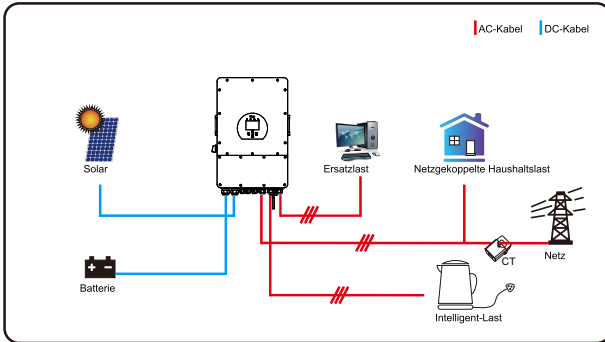 AC-Kabel DC-Kabel
Solar
Ersatzlast
Netzgekoppelte Haushaltslast
CT
Netz
Batterie
Intelligent-Last